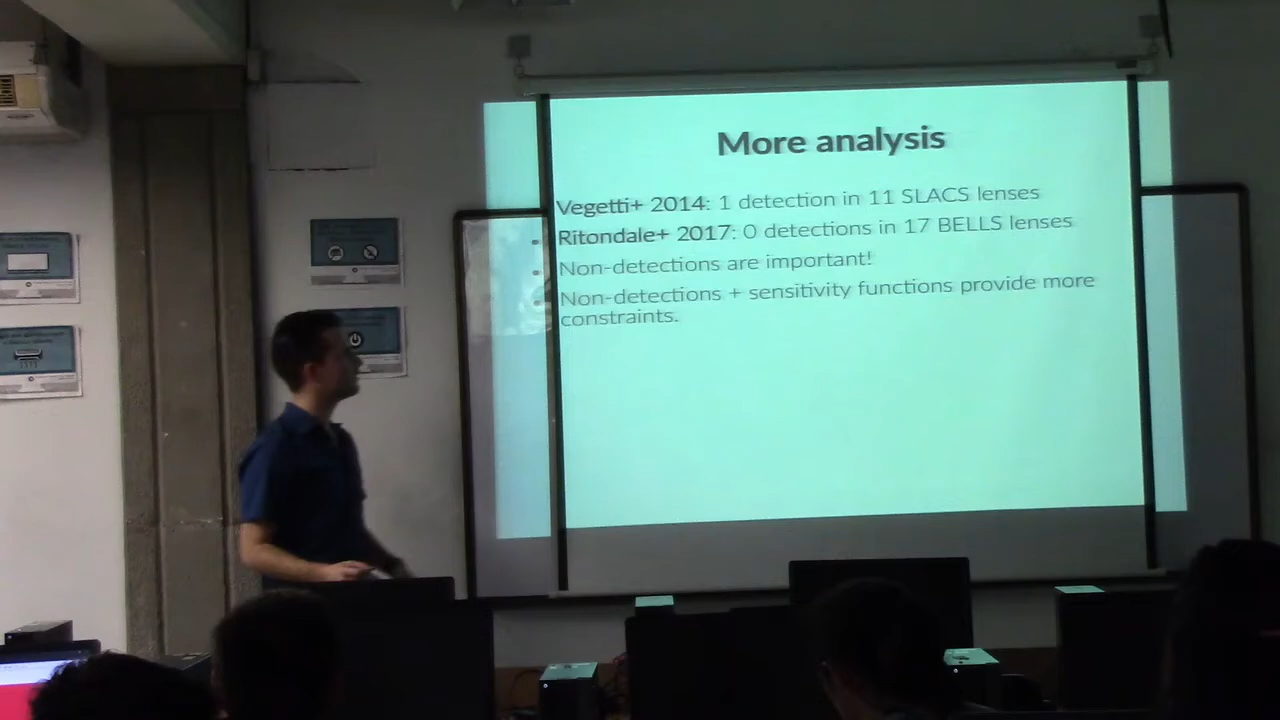 More analysis
Vegetti+ 2014: 1 detection in 11 SLACS lenses
Ritondale+ 2017: 0 detections in 17 BELLS lenses
Non-detections are important!
Non-detections + sensitivity functions provide more
constraints.